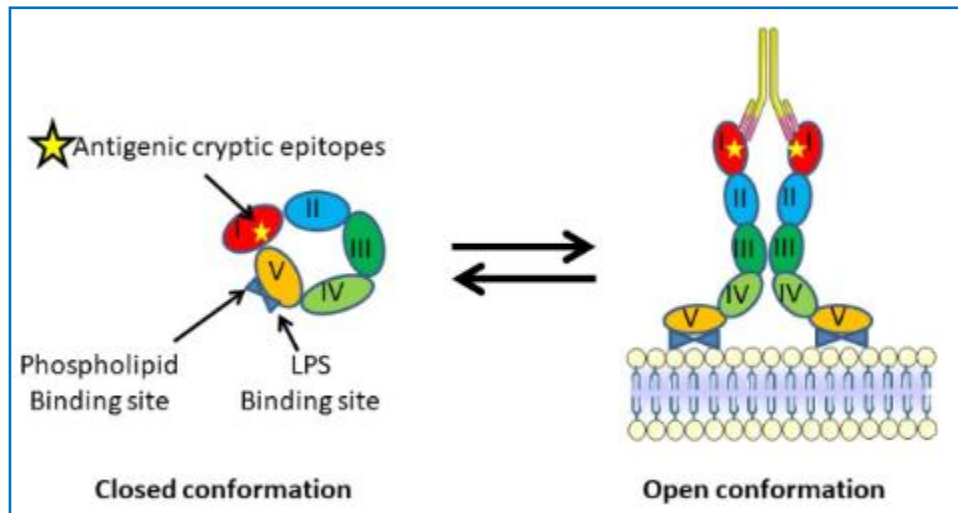 Antigenic cryptic epitopes
I
II
III
IV
V
Phospholipid
Binding site
LPS
Binding site
Closed conformation
I
I
II
II
III
III
IV
IV
V
V
Open conformation